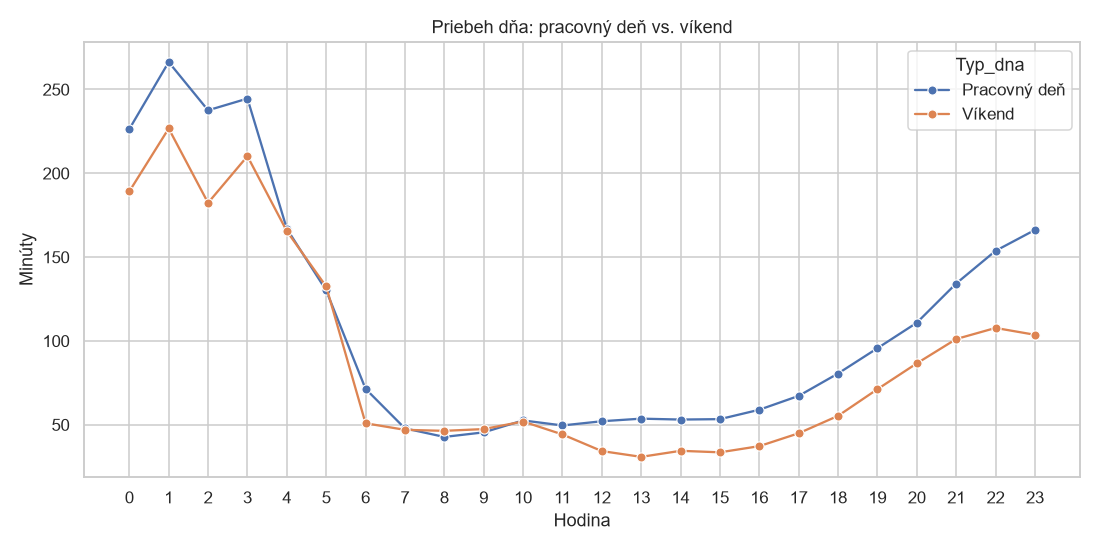 Priebeh dňa: pracovný deň vs. víkend
Typ_dna
Pracovný deň
Víkend
Minúty
250
200
150
100
50
0 1 2 3 4 5 6 7 8 9 10 11 12 13 14 15 16 17 18 19 20 21 22 23
Hodina